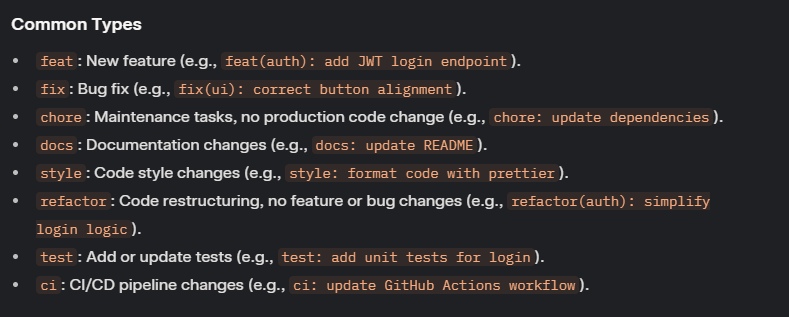 Common Types
• feat: New feature (e.g., feat(auth): add JWT login endpoint).
• fix: Bug fix (e.g., fix(ui): correct button alignment).
• chore: Maintenance tasks, no production code change (e.g., chore: update dependencies).
• docs: Documentation changes (e.g., docs: update README).
• style: Code style changes (e.g., style: format code with prettier).
• refactor: Code restructuring, no feature or bug changes (e.g., refactor(auth): simplify
login logic).
• test: Add or update tests (e.g., test: add unit tests for login).
• ci: CI/CD pipeline changes (e.g., ci: update GitHub Actions workflow).